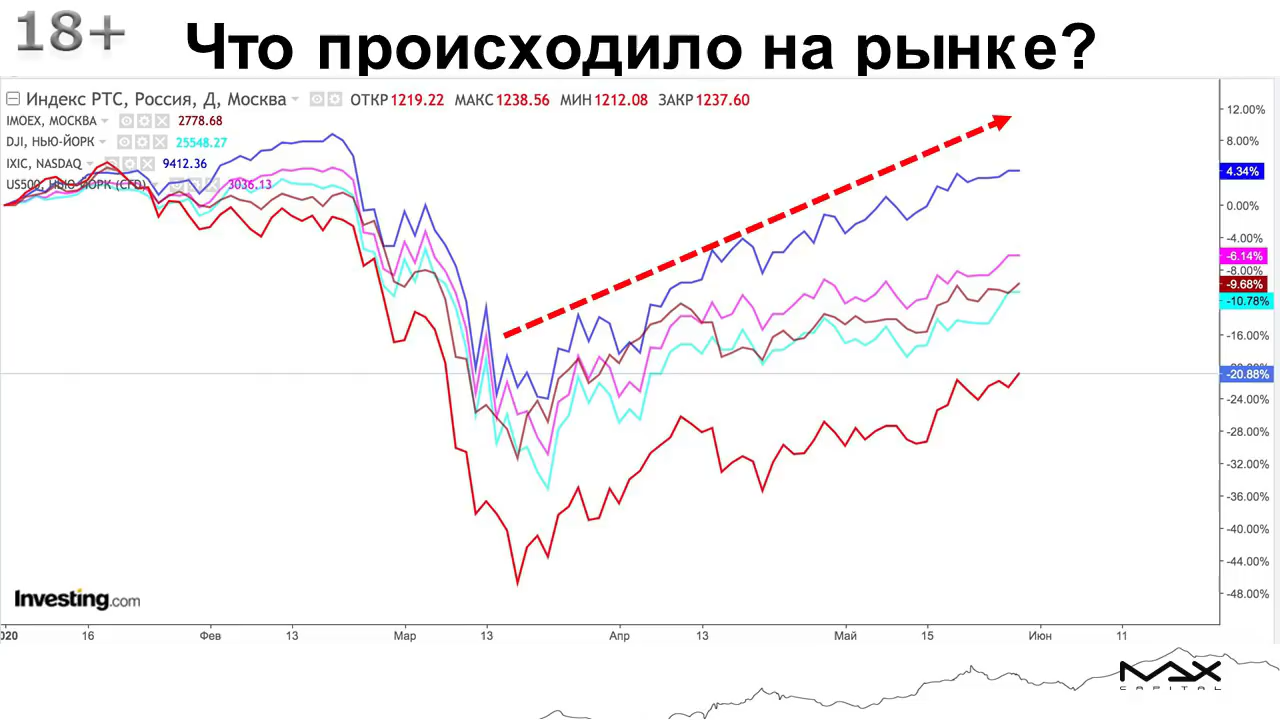 18+
Что происходило на рынке?
Индекс РТС, Россия, Д, Москва ОТКР 1219.22 МАКС 1238.56 МИН 1212.08 ЗАКР 1237.60
IMOEX, МОСКВА 2778.68
DJI, НЬЮ-ЙОРК 25548.27
IXIC, NASDAQ 9412.36
US500, НЬЮ-ЙОРК (CFD) 3036.13
12.00%
8.00%
4.34%
0.00%
-4.00%
-6.14%
-8.00%
-9.68%
-10.78%
-16.00%
-20.88%
-24.00%
-28.00%
-32.00%
-36.00%
-40.00%
-44.00%
-48.00%
Investing.com
020 16 Фев 13 Мар 13 Апр 13 Май 15 Июн 11
MAX
CAPITAL